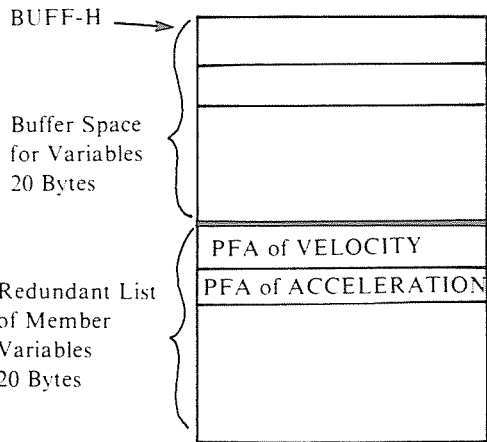 BUFF-H
Buffer Space
for Variables
20 Bytes
PFA of VELOCITY
PFA of ACCELERATION
Redundant List
of Member
Variables
20 Bytes